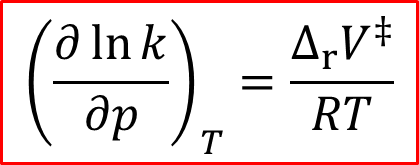 (∂ ln k / ∂p)_T = Δ_rV^‡ / RT